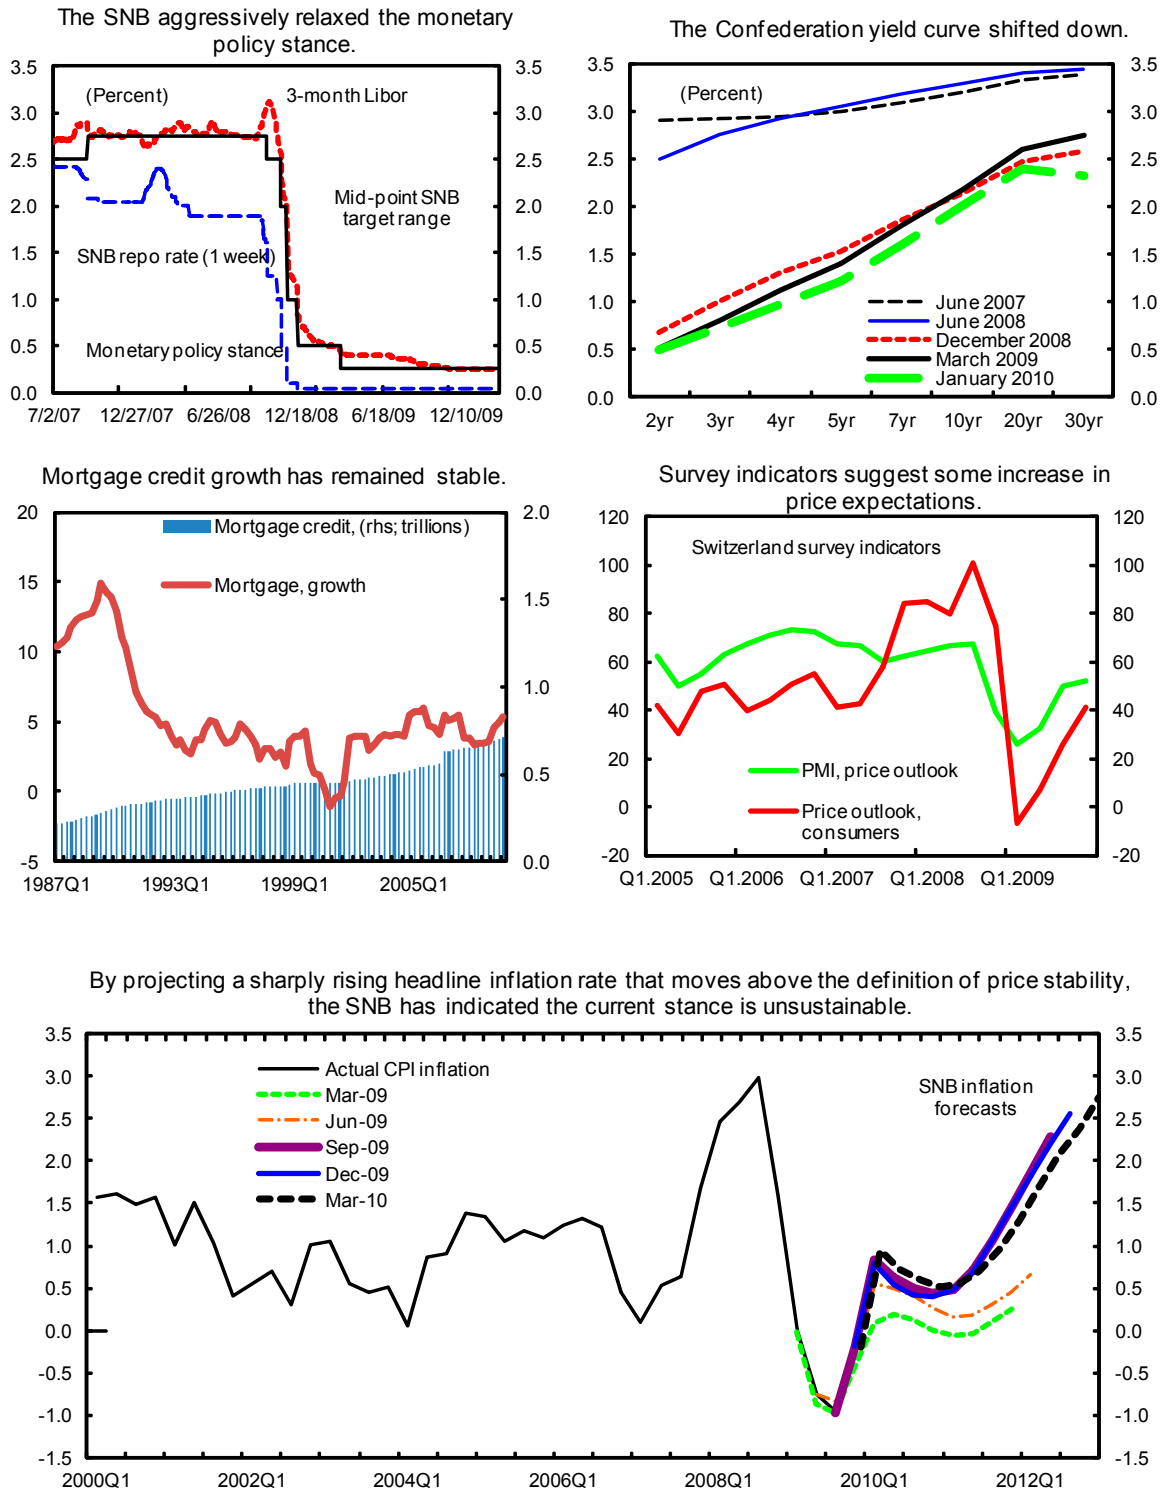 The SNB aggressively relaxed the monetary
policy stance.
3.5 3.5
(Percent) 3-month Libor
3.0 3.0
2.5 2.5
Mid-point SNB
target range
2.0 2.0
SNB repo rate (1 week)
1.5 1.5
1.0 1.0
Monetary policy stance
0.5 0.5
0.0 0.0
7/2/07 12/27/07 6/26/08 12/18/08 6/18/09 12/10/09
The Confederation yield curve shifted down.
3.5 3.5
(Percent)
3.0 3.0
2.5 2.5
2.0 2.0
1.5 1.5
1.0 1.0
June 2007
June 2008
December 2008
March 2009
January 2010
0.5 0.5
0.0 0.0
2yr 3yr 4yr 5yr 7yr 10yr 20yr 30yr
Mortgage credit growth has remained stable.
20 2.0
Mortgage credit, (rhs; trillions)
Mortgage, growth
15 1.5
10 1.0
5 0.5
0
-5 0.0
1987Q1 1993Q1 1999Q1 2005Q1
Survey indicators suggest some increase in
price expectations.
120 120
Switzerland survey indicators
100 100
80 80
60 60
40 40
20 20
PMI, price outlook
0 0
Price outlook,
consumers
-20 -20
Q1.2005 Q1.2006 Q1.2007 Q1.2008 Q1.2009
By projecting a sharply rising headline inflation rate that moves above the definition of price stability,
the SNB has indicated the current stance is unsustainable.
3.5 3.5
Actual CPI inflation
Mar-09
Jun-09
Sep-09
Dec-09
Mar-10
SNB inflation
forecasts
3.0 3.0
2.5 2.5
2.0 2.0
1.5 1.5
1.0 1.0
0.5 0.5
0.0 0.0
-0.5 -0.5
-1.0 -1.0
-1.5 -1.5
2000Q1 2002Q1 2004Q1 2006Q1 2008Q1 2010Q1 2012Q1